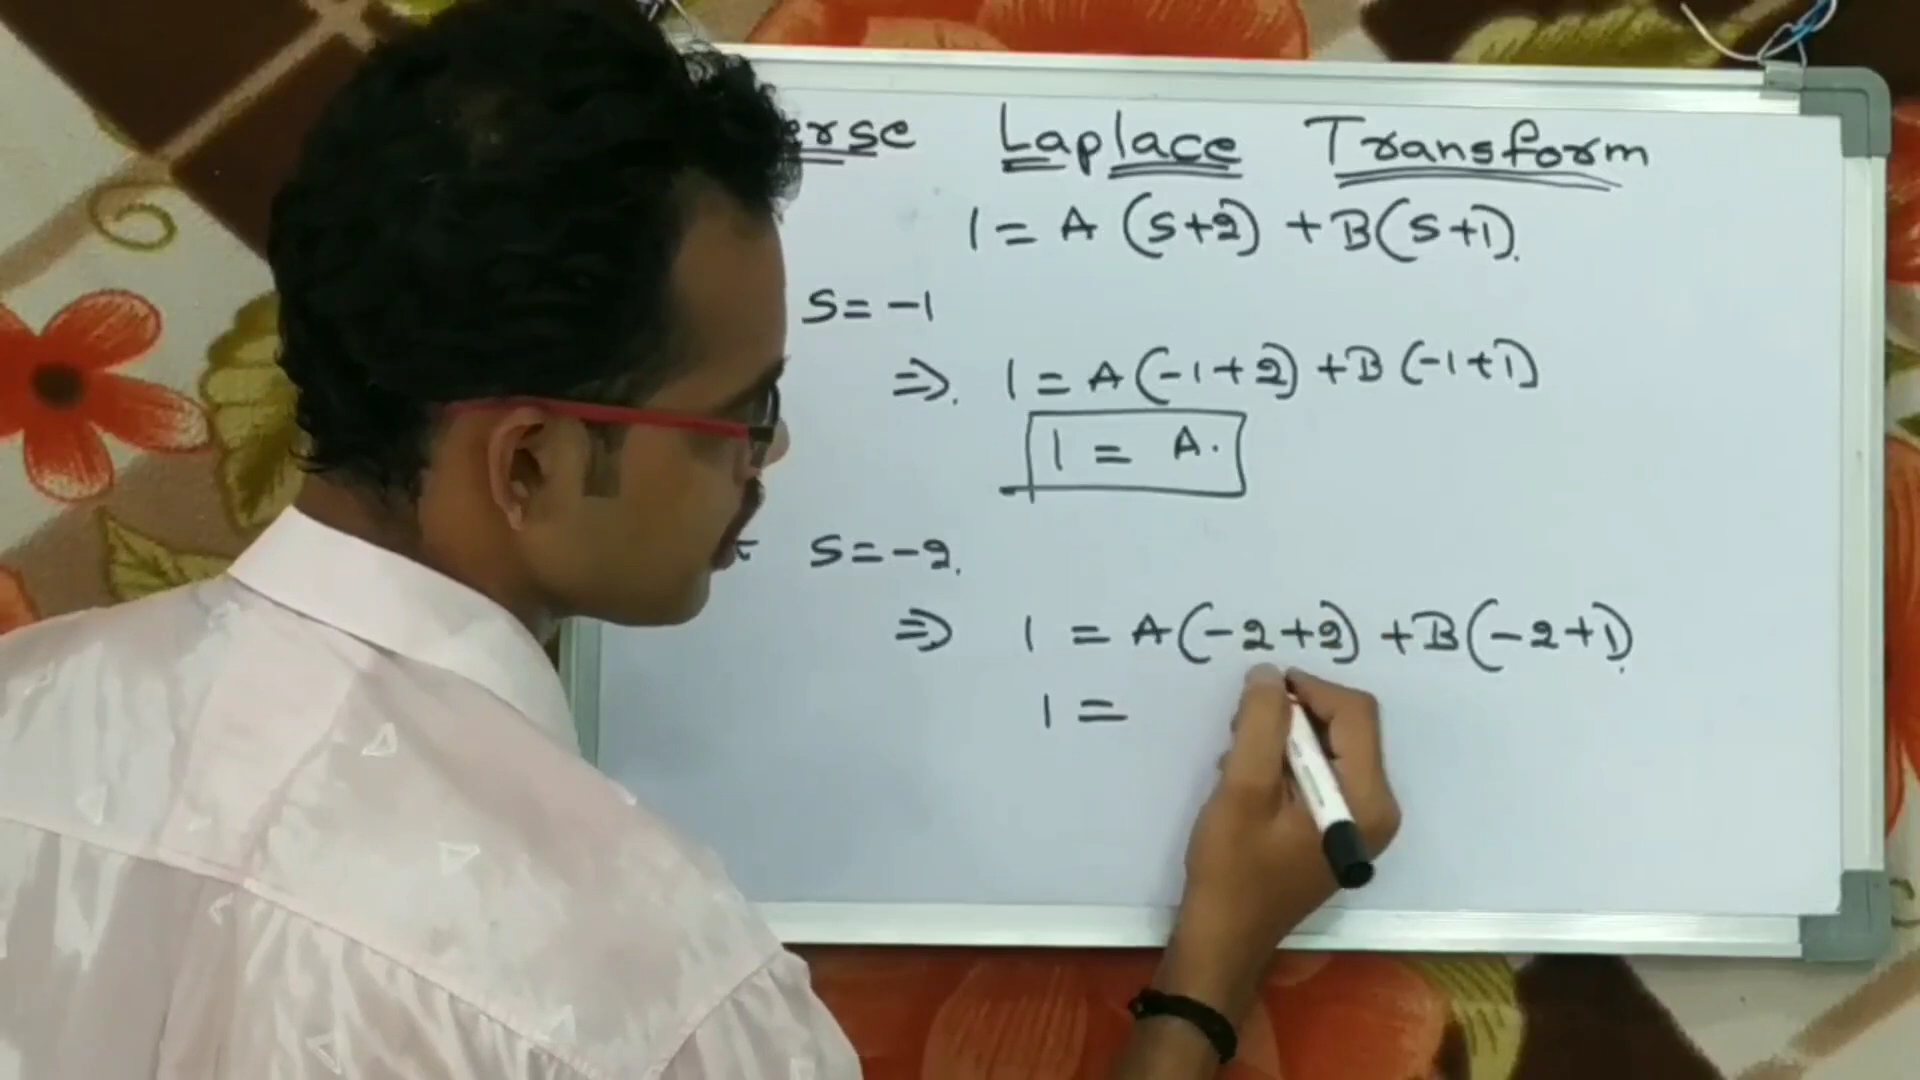 erse Laplace Transform
1 = A (S+2) + B(S+1).
S = -1
⇒. 1 = A(-1+2) + B(-1+1)
1 = A.
S = -2.
⇒ 1 = A(-2+2) + B(-2+1).
1 =